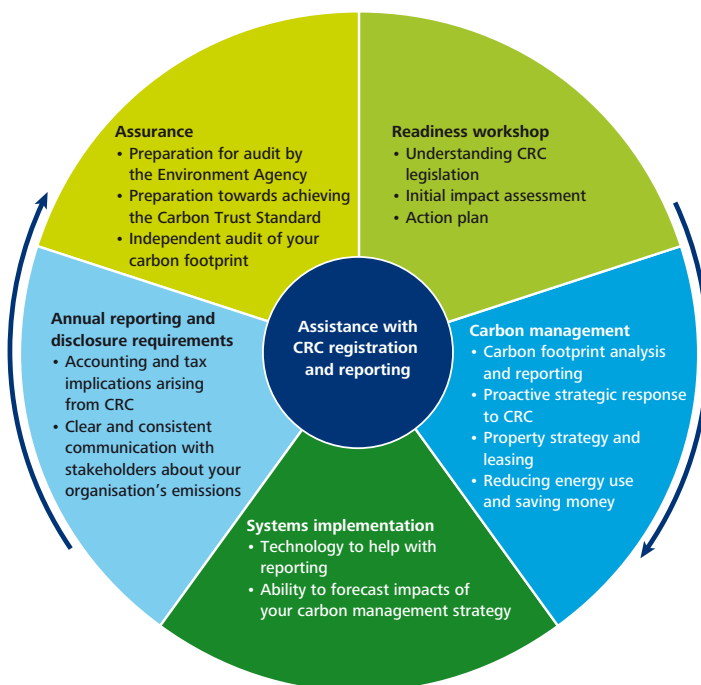 Assurance
• Preparation for audit by
the Environment Agency
• Preparation towards achieving
the Carbon Trust Standard
• Independent audit of your
carbon footprint
Readiness workshop
• Understanding CRC
legislation
• Initial impact assessment
• Action plan
Annual reporting and
disclosure requirements
• Accounting and tax
implications arising
from CRC
• Clear and consistent
communication with
stakeholders about your
organisation's emissions
Assistance with
CRC registration
and reporting
Carbon management
• Carbon footprint analysis
and reporting
• Proactive strategic response
to CRC
• Property strategy and
leasing
• Reducing energy use
and saving money
Systems implementation
• Technology to help with
reporting
• Ability to forecast impacts of
your carbon management strategy